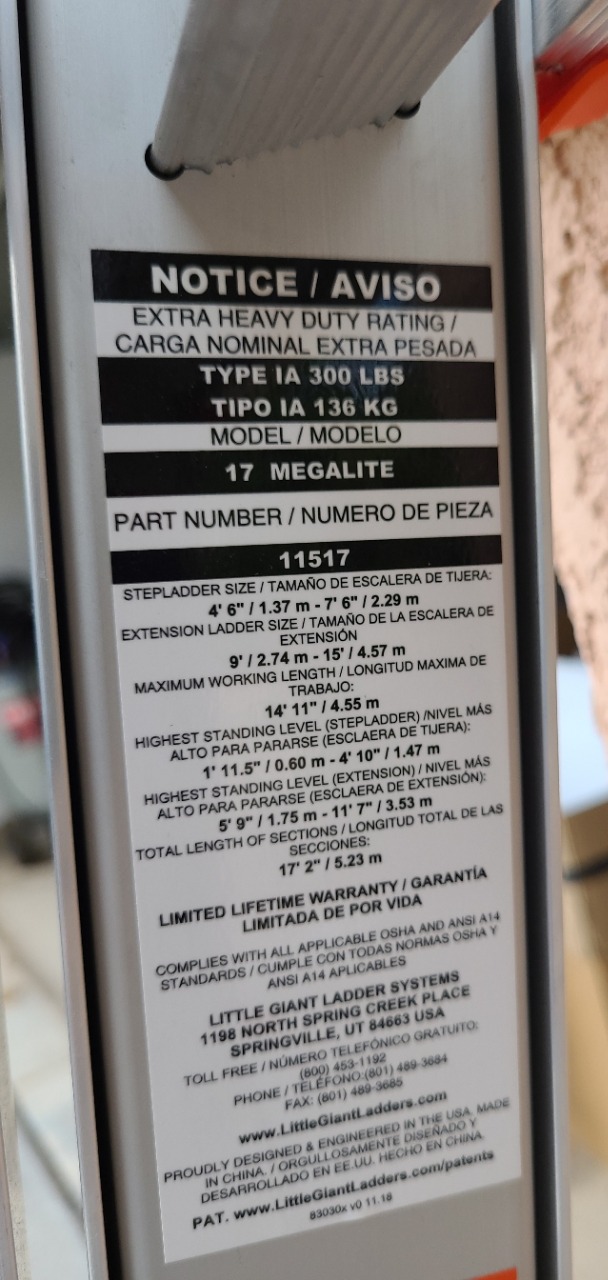 NOTICE / AVISO
EXTRA HEAVY DUTY RATING /
CARGA NOMINAL EXTRA PESADA
TYPE IA 300 LBS
TIPO IA 136 KG
MODEL / MODELO
17 MEGALITE
PART NUMBER / NUMERO DE PIEZA
11517
STEPLADDER SIZE / TAMAÑO DE ESCALERA DE TIJERA:
4' 6" / 1.37 m - 7' 6" / 2.29 m
EXTENSION LADDER SIZE / TAMAÑO DE LA ESCALERA DE
EXTENSIÓN
9' / 2.74 m - 15' / 4.57 m
MAXIMUM WORKING LENGTH / LONGITUD MAXIMA DE
TRABAJO:
14' 11" / 4.55 m
HIGHEST STANDING LEVEL (STEPLADDER) /NIVEL MÁS
ALTO PARA PARARSE (ESCLAERA DE TIJERA):
1' 11.5" / 0.60 m - 4' 10" / 1.47 m
HIGHEST STANDING LEVEL (EXTENSION) / NIVEL MÁS
ALTO PARA PARARSE (ESCLAERA DE EXTENSIÓN):
5' 9" / 1.75 m - 11' 7" / 3.53 m
TOTAL LENGTH OF SECTIONS / LONGITUD TOTAL DE LAS
SECCIONES:
17' 2" / 5.23 m
LIMITED LIFETIME WARRANTY / GARANTÍA
LIMITADA DE POR VIDA
COMPLIES WITH ALL APPLICABLE OSHA AND ANSI A14
STANDARDS / CUMPLE CON TODAS NORMAS OSHA Y
ANSI A14 APLICABLES
LITTLE GIANT LADDER SYSTEMS
1198 NORTH SPRING CREEK PLACE
SPRINGVILLE, UT 84663 USA
TOLL FREE / NÚMERO TELEFÓNICO GRATUITO:
(800) 453-1192
PHONE / TELÉFONO:(801) 489-3684
FAX: (801) 489-3685
www.LittleGiantLadders.com
PROUDLY DESIGNED & ENGINEERED IN THE USA. MADE
IN CHINA. / ORGULLOSAMENTE DISEÑADO Y
DESARROLLADO EN EE.UU. HECHO EN CHINA.
PAT. www.LittleGiantLadders.com/patents
83030x v0 11.18